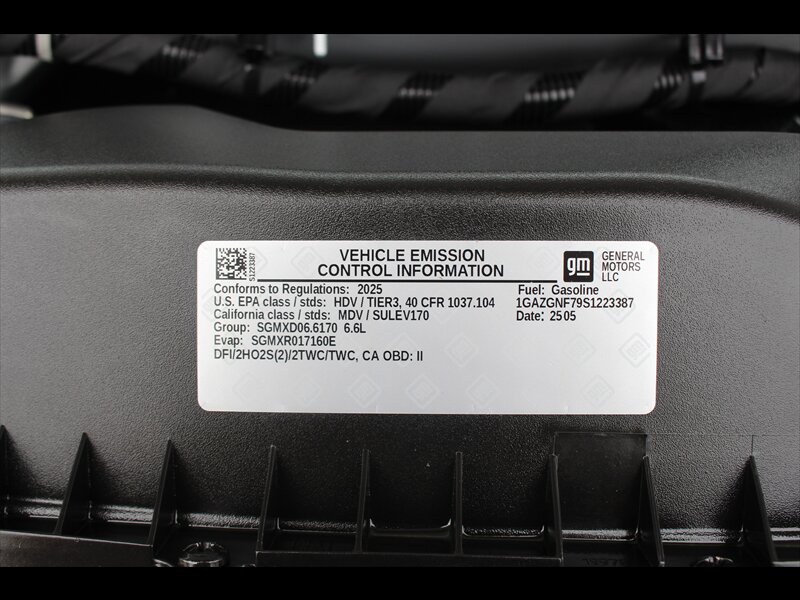 VEHICLE EMISSION
CONTROL INFORMATION
S1223387
gm
GENERAL
MOTORS
LLC
Conforms to Regulations: 2025
Fuel: Gasoline
U.S. EPA class / stds: HDV / TIER3, 40 CFR 1037.104
1GAZGNF79S1223387
California class / stds: MDV / SULEV170
Date: 2505
Group: SGMXD06.6170 6.6L
Evap: SGMXR017160E
DFI/2HO2S(2)/2TWC/TWC, CA OBD: II